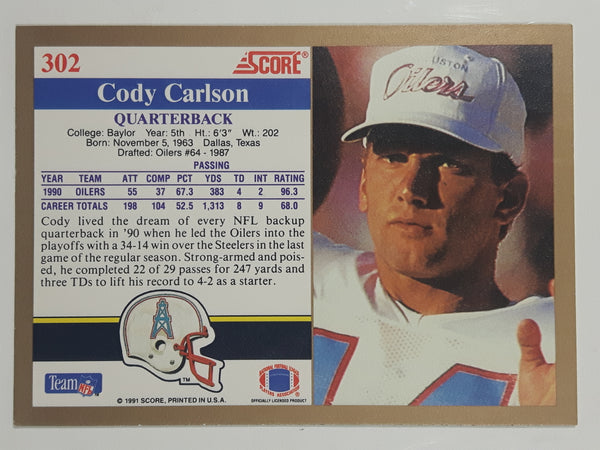 302
SCORE®
Cody Carlson
QUARTERBACK
College: Baylor Year: 5th Ht.: 6'3" Wt.: 202
Born: November 5, 1963 Dallas, Texas
Drafted: Oilers #64 - 1987
PASSING
YEAR TEAM ATT COMP PCT YDS TD INT RATING
1990 OILERS 55 37 67.3 383 4 2 96.3
CAREER TOTALS 198 104 52.5 1,313 8 9 68.0
Cody lived the dream of every NFL backup
quarterback in '90 when he led the Oilers into the
playoffs with a 34-14 win over the Steelers in the last
game of the regular season. Strong-armed and pois-
ed, he completed 22 of 29 passes for 247 yards and
three TDs to lift his record to 4-2 as a starter.
TM
Team NFL
© 1991 SCORE, PRINTED IN U.S.A.
OFFICIALLY LICENSED PRODUCT
USTON
Oilers